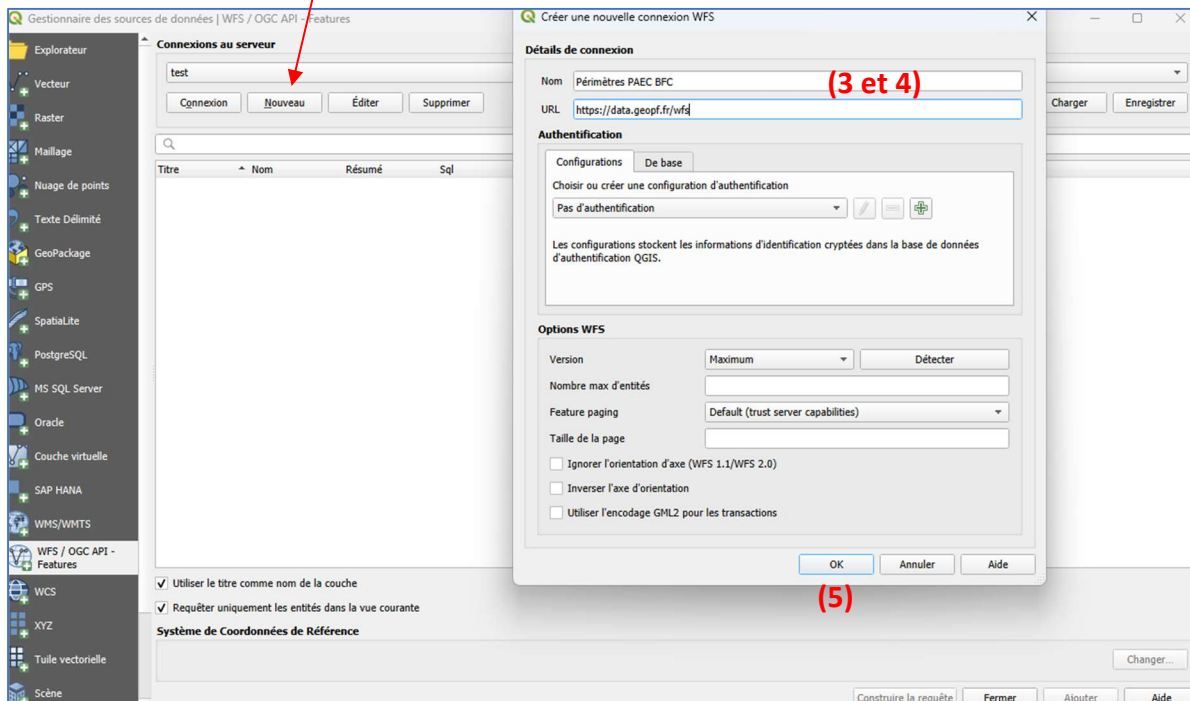 Gestionnaire des sources de données | WFS / OGC API - Features
Explorateur
Vecteur
Raster
Maillage
Nuage de points
Texte Délimité
GeoPackage
GPS
SpatiaLite
PostgreSQL
MS SQL Server
Oracle
Couche virtuelle
SAP HANA
WMS/WMTS
WFS / OGC API -
Features
WCS
XYZ
Tuile vectorielle
Scène
Connexions au serveur
test
Connexion Nouveau Éditer Supprimer Charger Enregistrer
Titre Nom Résumé Sql
Utiliser le titre comme nom de la couche
Requêter uniquement les entités dans la vue courante
Système de Coordonnées de Référence
Changer...
Construire la requête Fermer Ajouter Aide
Créer une nouvelle connexion WFS
Détails de connexion
Nom Périmètres PAEC BFC
(3 et 4)
URL https://data.geopf.fr/wfs
Authentification
Configurations De base
Choisir ou créer une configuration d'authentification
Pas d'authentification
Les configurations stockent les informations d'identification cryptées dans la base de données
d'authentification QGIS.
Options WFS
Version Maximum Détecter
Nombre max d'entités
Feature paging Default (trust server capabilities)
Taille de la page
Ignorer l'orientation d'axe (WFS 1.1/WFS 2.0)
Inverser l'axe d'orientation
Utiliser l'encodage GML2 pour les transactions
OK Annuler Aide
(5)